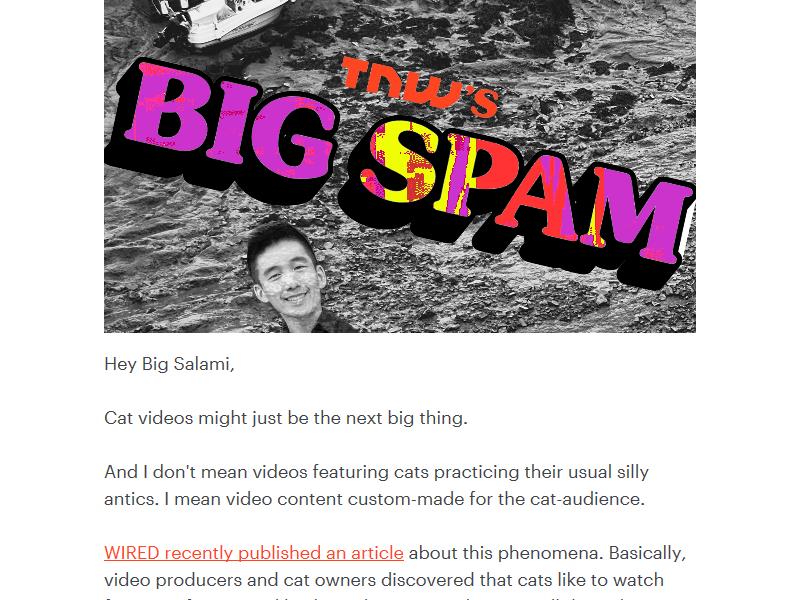 TNW's
BIG SPAM
Hey Big Salami,
Cat videos might just be the next big thing.
And I don't mean videos featuring cats practicing their usual silly
antics. I mean video content custom-made for the cat-audience.
WIRED recently published an article about this phenomena. Basically,
video producers and cat owners discovered that cats like to watch